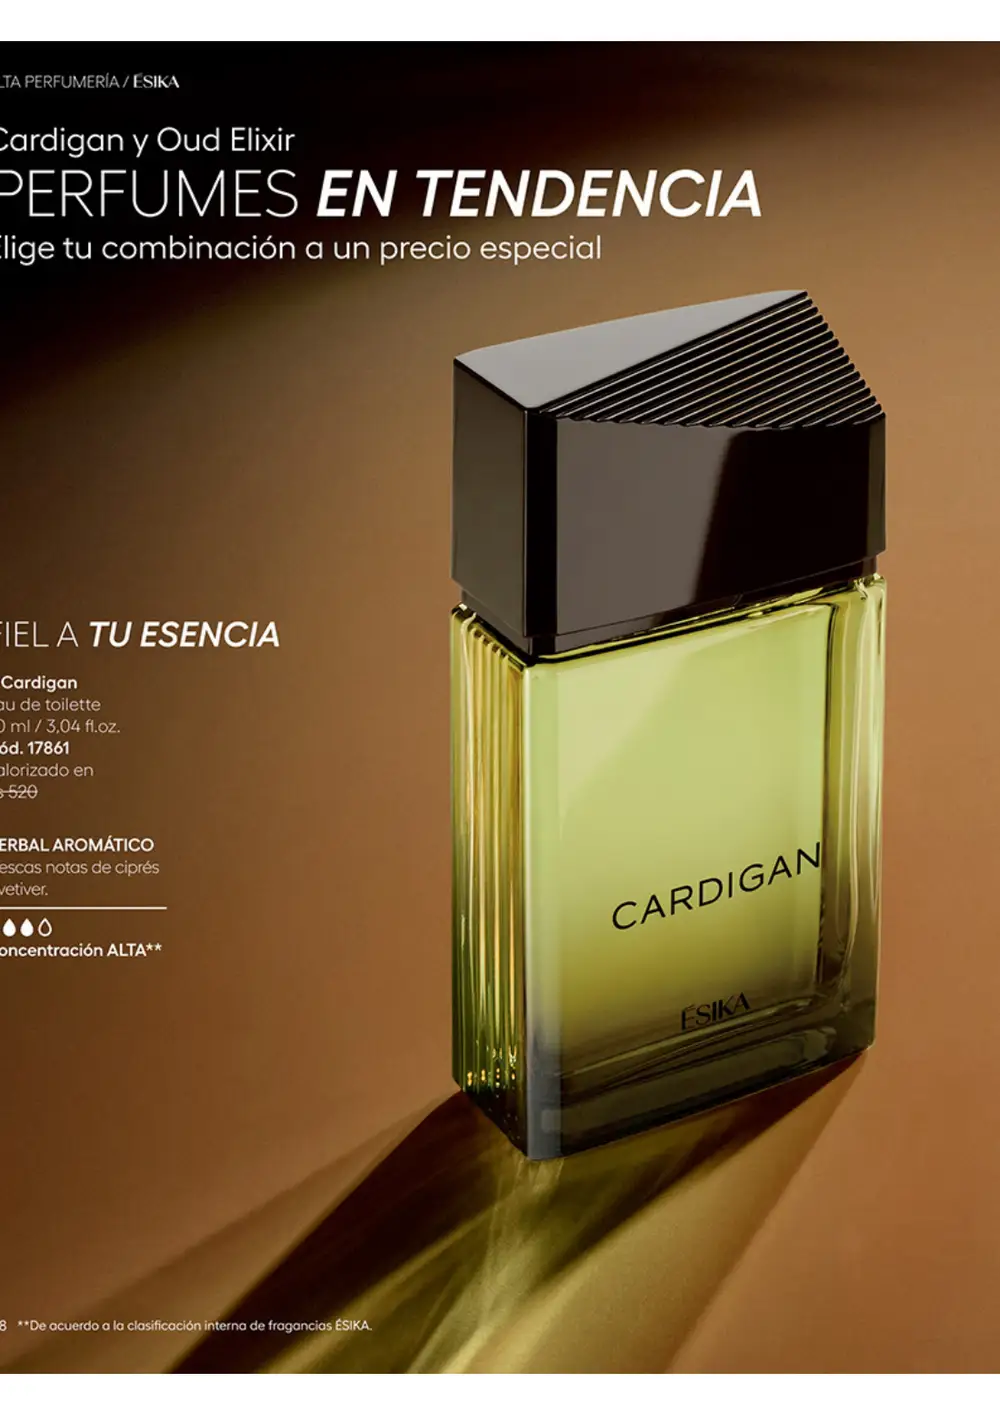 LTA PERFUMERÍA / ÉSIKA
Cardigan y Oud Elixir
PERFUMES EN TENDENCIA
Elige tu combinación a un precio especial
FIEL A TU ESENCIA
Cardigan
au de toilette
0 ml / 3,04 fl.oz.
ód. 17861
alorizado en
s 520
ERBAL AROMÁTICO
escas notas de ciprés
vetiver.
oncentración ALTA**
CARDIGAN
ÉSIKA
8 **De acuerdo a la clasificación interna de fragancias ÉSIKA.